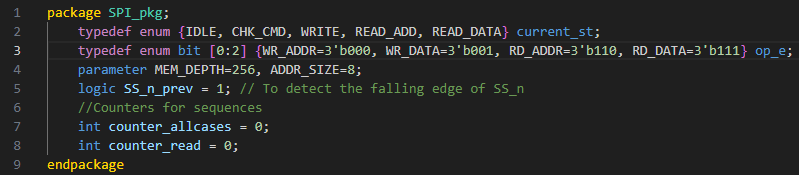 1 package SPI_pkg;
2 typedef enum {IDLE, CHK_CMD, WRITE, READ_ADD, READ_DATA} current_st;
3 typedef enum bit [0:2] {WR_ADDR=3'b000, WR_DATA=3'b001, RD_ADDR=3'b110, RD_DATA=3'b111} op_e;
4 parameter MEM_DEPTH=256, ADDR_SIZE=8;
5 logic SS_n_prev = 1; // To detect the falling edge of SS_n
6 //Counters for sequences
7 int counter_allcases = 0;
8 int counter_read = 0;
9 endpackage